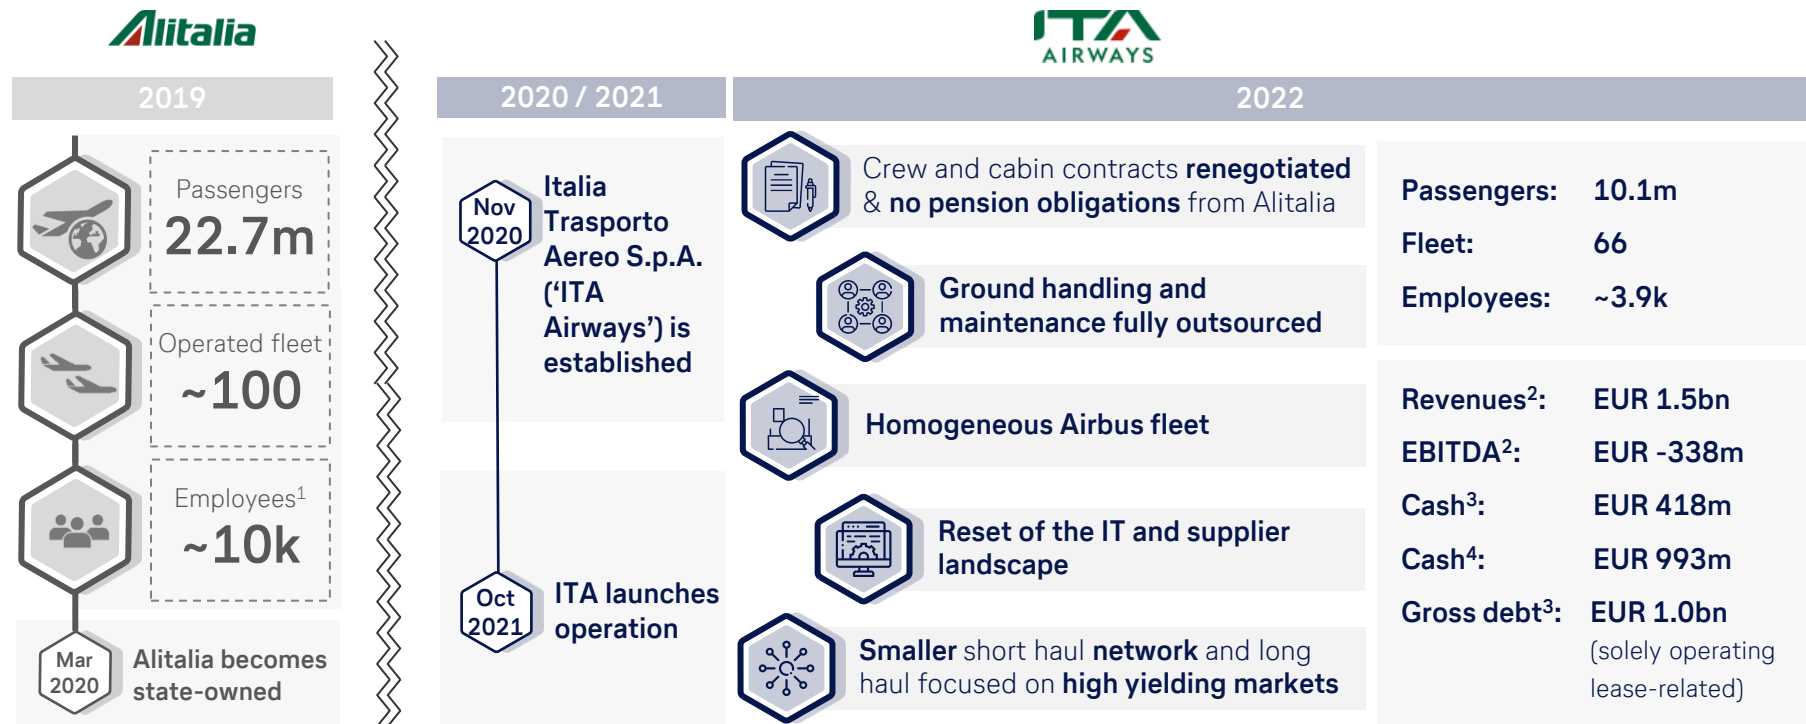 Alitalia
2019
Passengers
22.7m
Operated fleet
~100
Employees1
~10k
Mar
2020
Alitalia becomes
state-owned
ITA
AIRWAYS
2020 / 2021
Nov
2020
Italia
Trasporto
Aereo S.p.A.
(‘ITA
Airways’) is
established
Oct
2021
ITA launches
operation
2022
Crew and cabin contracts renegotiated
& no pension obligations from Alitalia
Ground handling and
maintenance fully outsourced
Homogeneous Airbus fleet
Reset of the IT and supplier
landscape
Smaller short haul network and long
haul focused on high yielding markets
Passengers: 10.1m
Fleet: 66
Employees: ~3.9k
Revenues2: EUR 1.5bn
EBITDA2: EUR -338m
Cash3: EUR 418m
Cash4: EUR 993m
Gross debt3: EUR 1.0bn
(solely operating
lease-related)